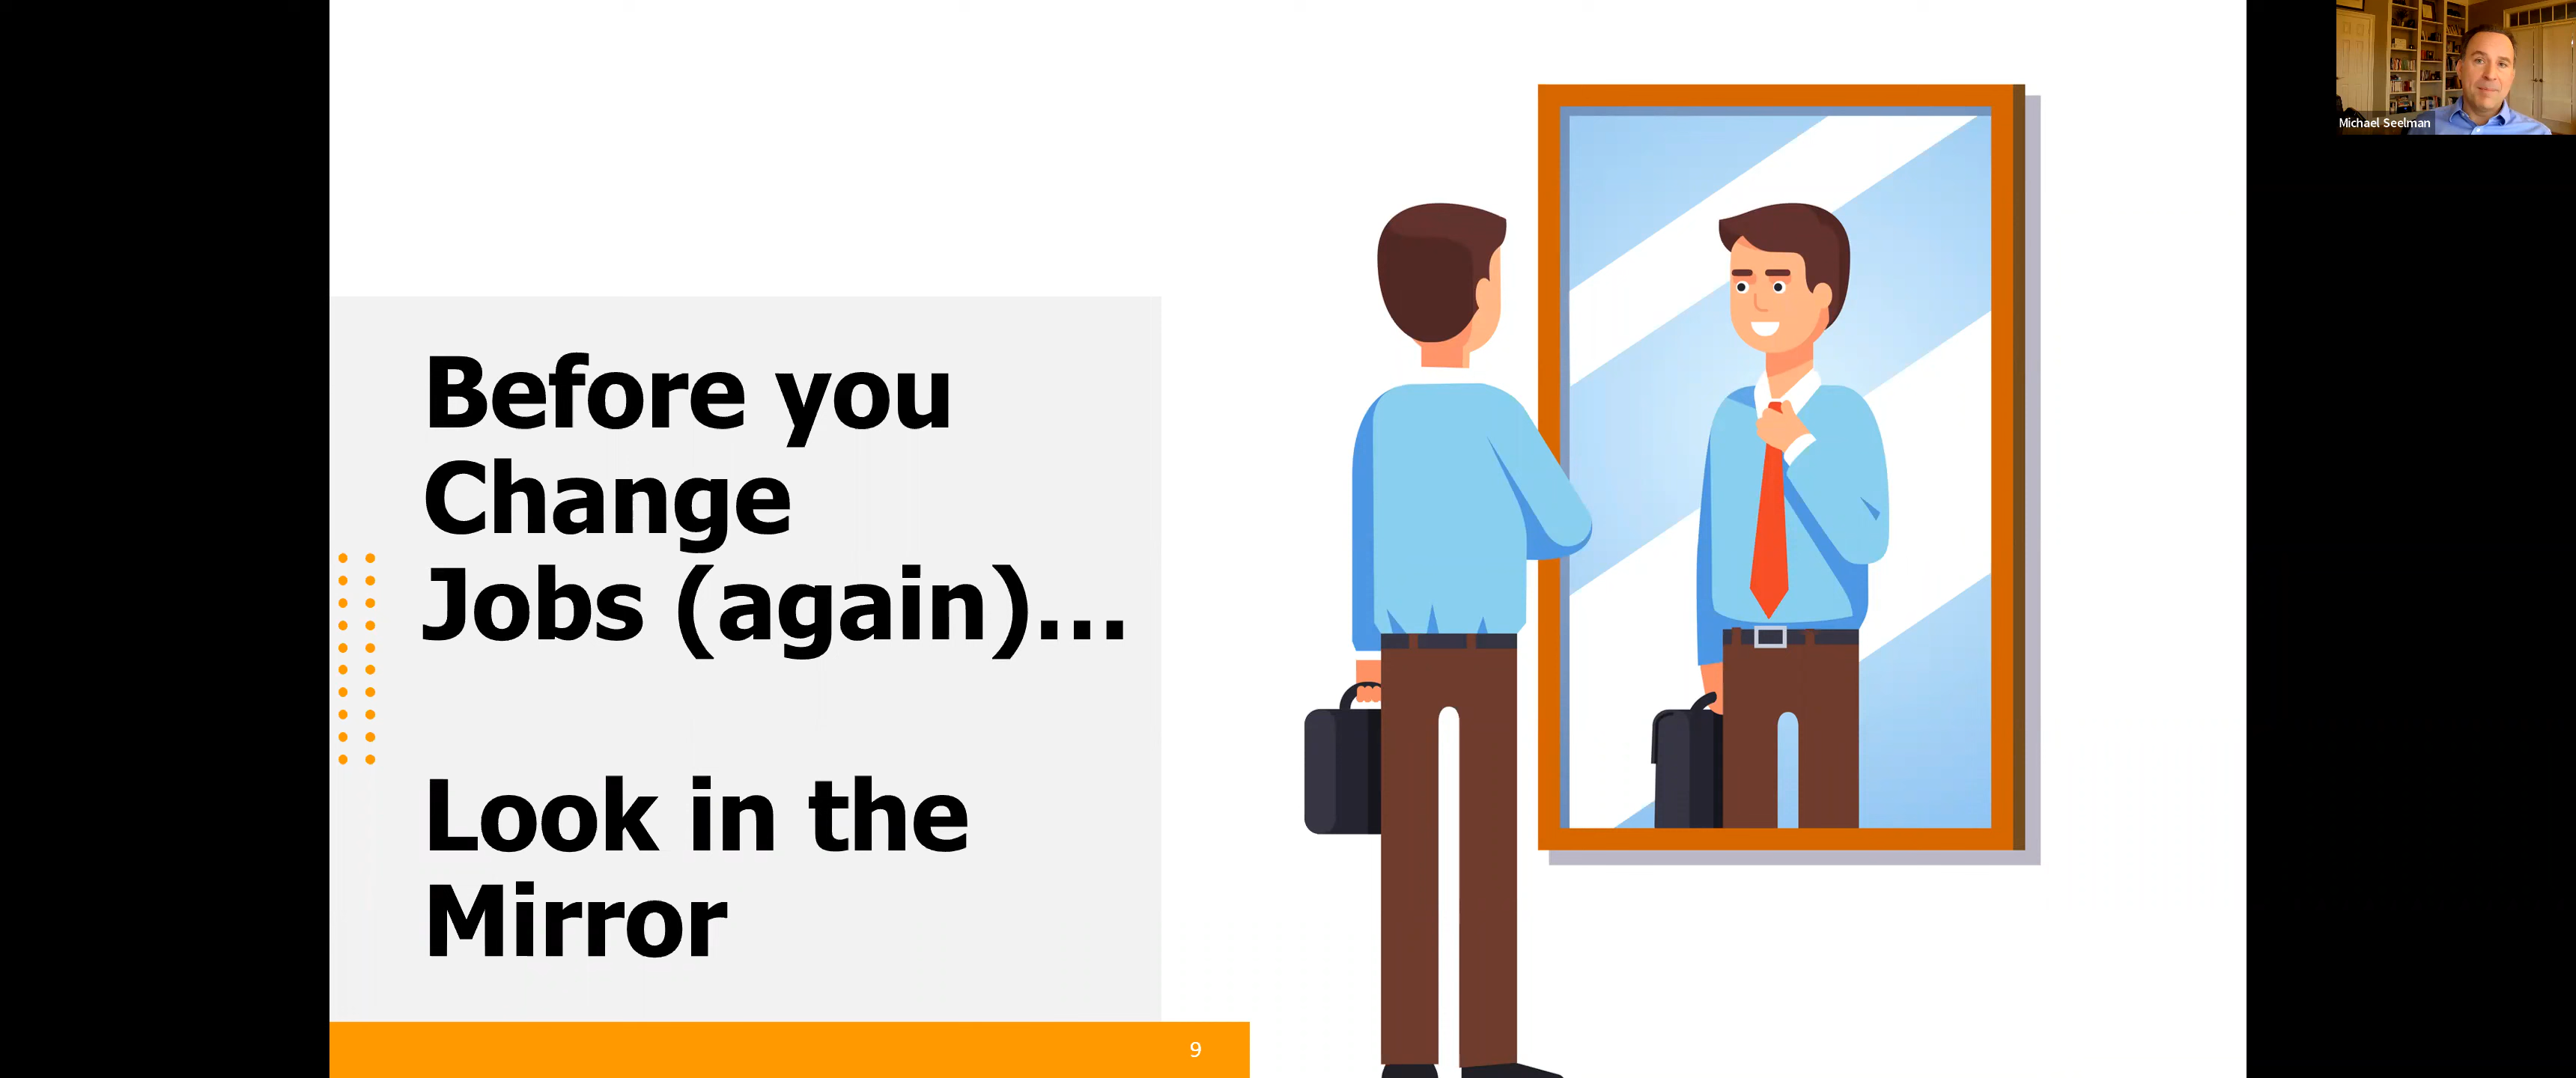 Before you
Change
Jobs (again)...
Look in the
Mirror
9
Michael Seelman